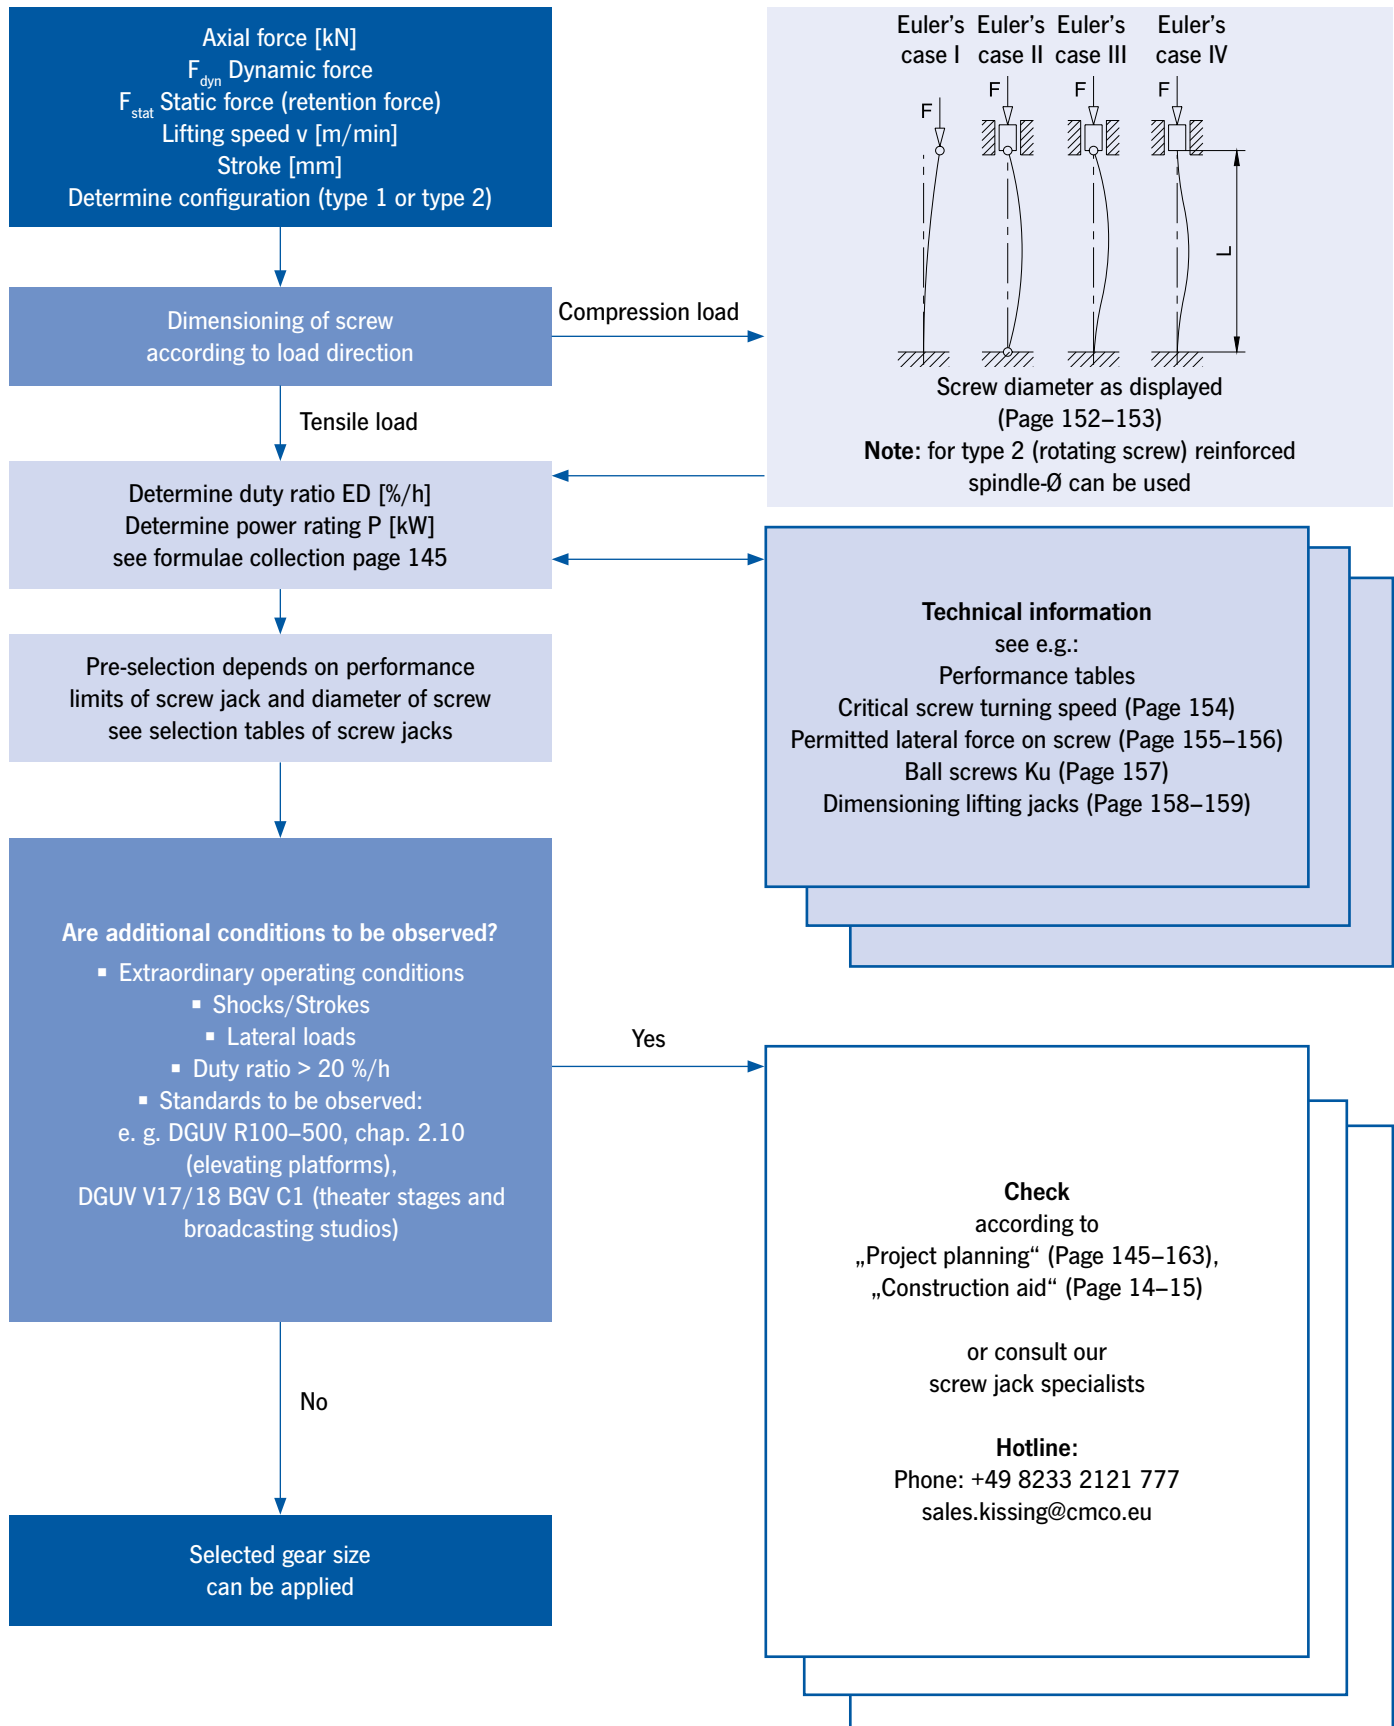 Axial force [kN]
F_dyn Dynamic force
F_stat Static force (retention force)
Lifting speed v [m/min]
Stroke [mm]
Determine configuration (type 1 or type 2)
Euler's case I
Euler's case II
Euler's case III
Euler's case IV
F
F
F
F
L
Screw diameter as displayed
(Page 152–153)
Note: for type 2 (rotating screw) reinforced
spindle-Ø can be used
Dimensioning of screw
according to load direction
Compression load
Tensile load
Determine duty ratio ED [%/h]
Determine power rating P [kW]
see formulae collection page 145
Technical information
see e.g.:
Performance tables
Critical screw turning speed (Page 154)
Permitted lateral force on screw (Page 155–156)
Ball screws Ku (Page 157)
Dimensioning lifting jacks (Page 158–159)
Pre-selection depends on performance
limits of screw jack and diameter of screw
see selection tables of screw jacks
Are additional conditions to be observed?
▪ Extraordinary operating conditions
▪ Shocks/Strokes
▪ Lateral loads
▪ Duty ratio > 20 %/h
▪ Standards to be observed:
e. g. DGUV R100–500, chap. 2.10
(elevating platforms),
DGUV V17/18 BGV C1 (theater stages and
broadcasting studios)
Yes
Check
according to
„Project planning“ (Page 145–163),
„Construction aid“ (Page 14–15)
or consult our
screw jack specialists
Hotline:
Phone: +49 8233 2121 777
sales.kissing@cmco.eu
No
Selected gear size
can be applied